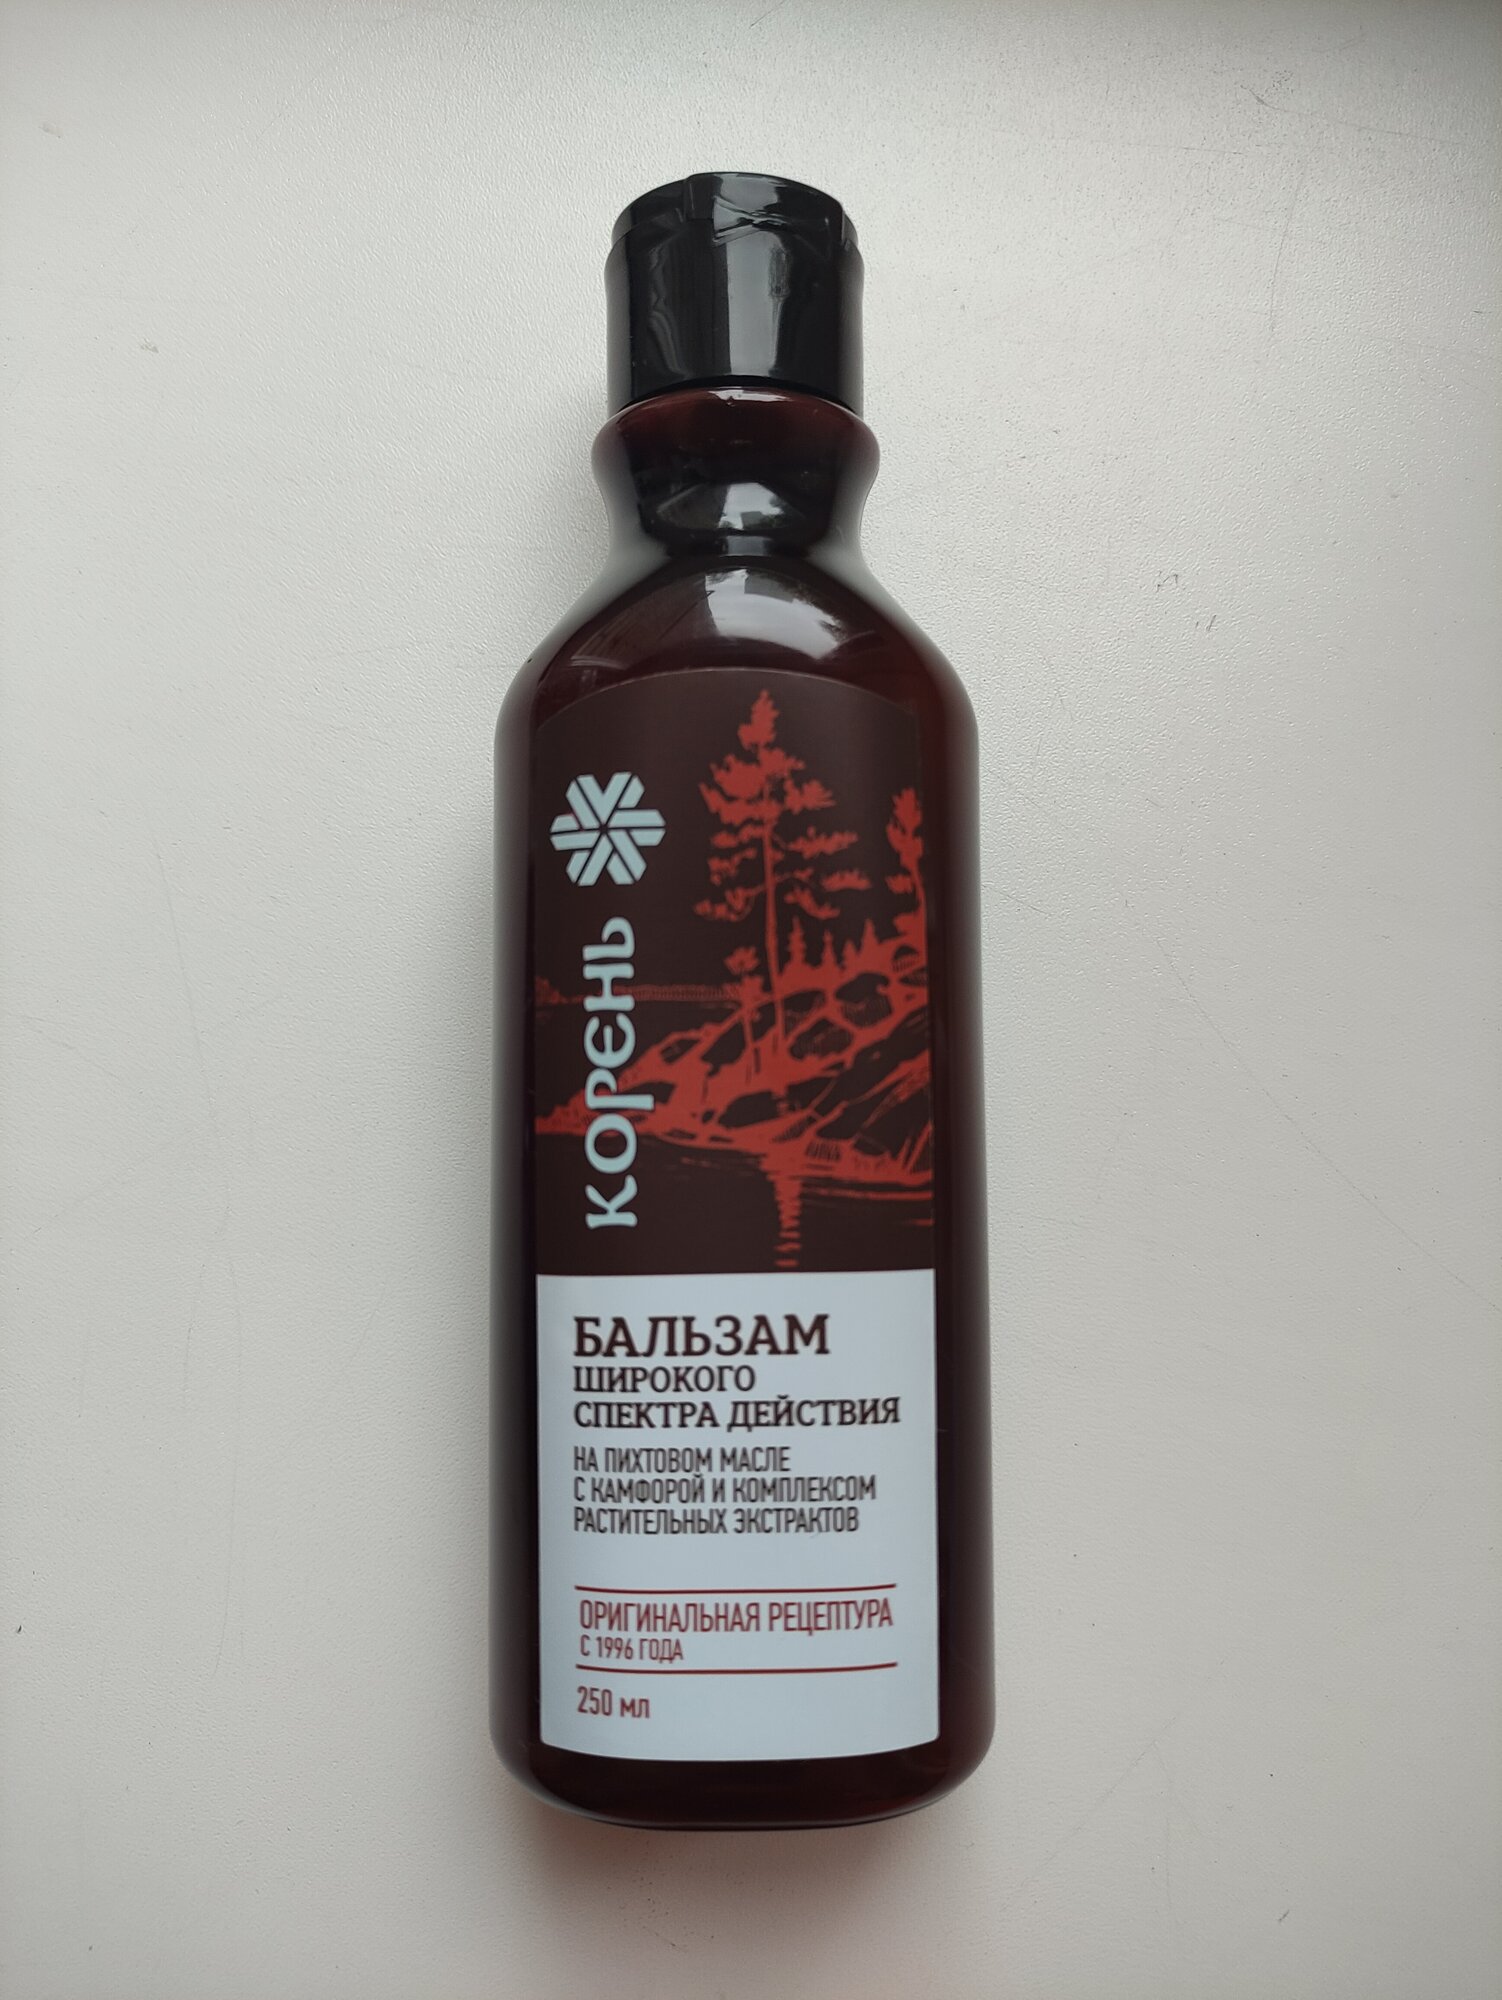 КОРЕНЬ
БАЛЬЗАМ
ШИРОКОГО
СПЕКТРА ДЕЙСТВИЯ
НА ПИХТОВОМ МАСЛЕ
С КАМФОРОЙ И КОМПЛЕКСОМ
РАСТИТЕЛЬНЫХ ЭКСТРАКТОВ
ОРИГИНАЛЬНАЯ РЕЦЕПТУРА
С 1996 ГОДА
250 мл